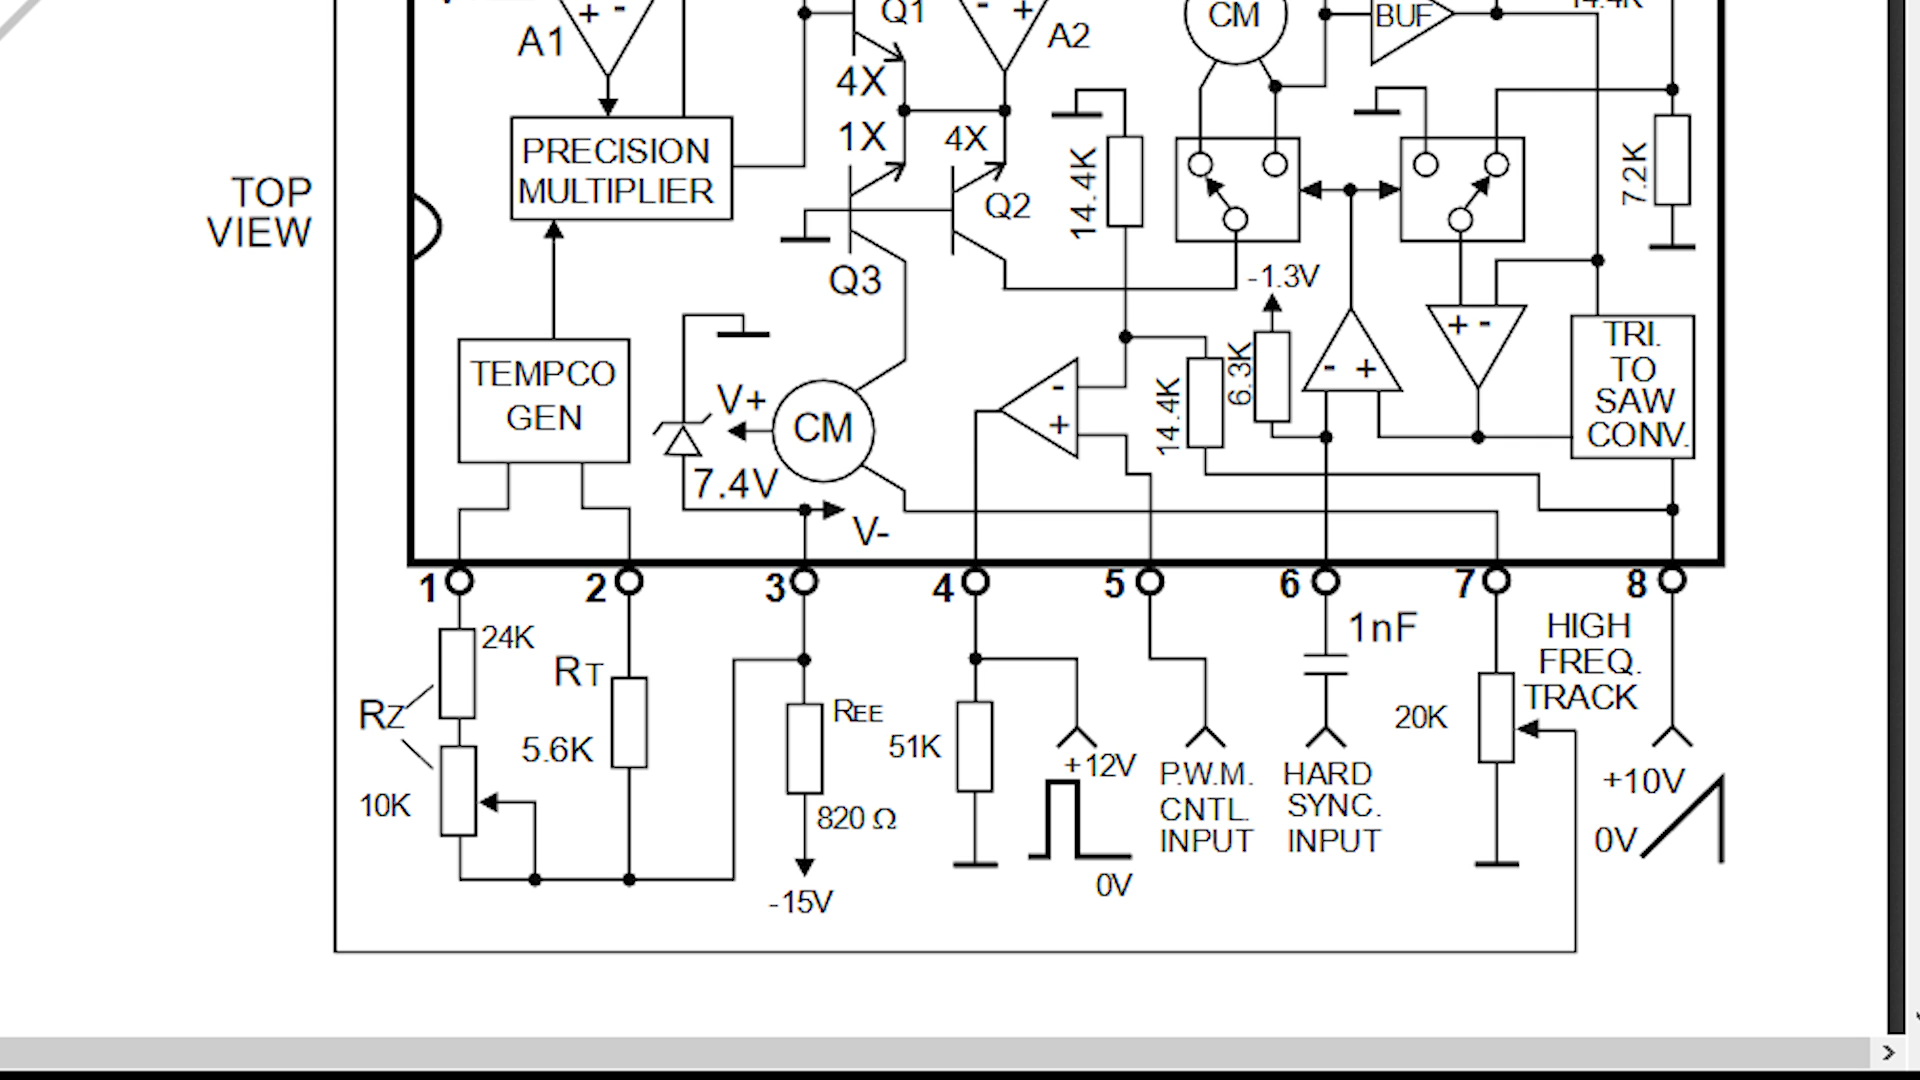 A1
+ -
Q1
- +
A2
CM
BUF
4X
PRECISION
MULTIPLIER
1X
4X
14.4K
7.2K
TOP
VIEW
Q2
Q3
-1.3V
+ -
TRI.
TO
SAW
CONV.
TEMPCO
GEN
V+
CM
-
+
14.4K
6.3K
- +
7.4V
V-
1
2
3
4
5
6
7
8
24K
RT
RZ
5.6K
10K
REE
820 Ω
-15V
51K
+12V
0V
P.W.M.
CNTL.
INPUT
1nF
HARD
SYNC.
INPUT
HIGH
FREQ.
TRACK
20K
+10V
0V